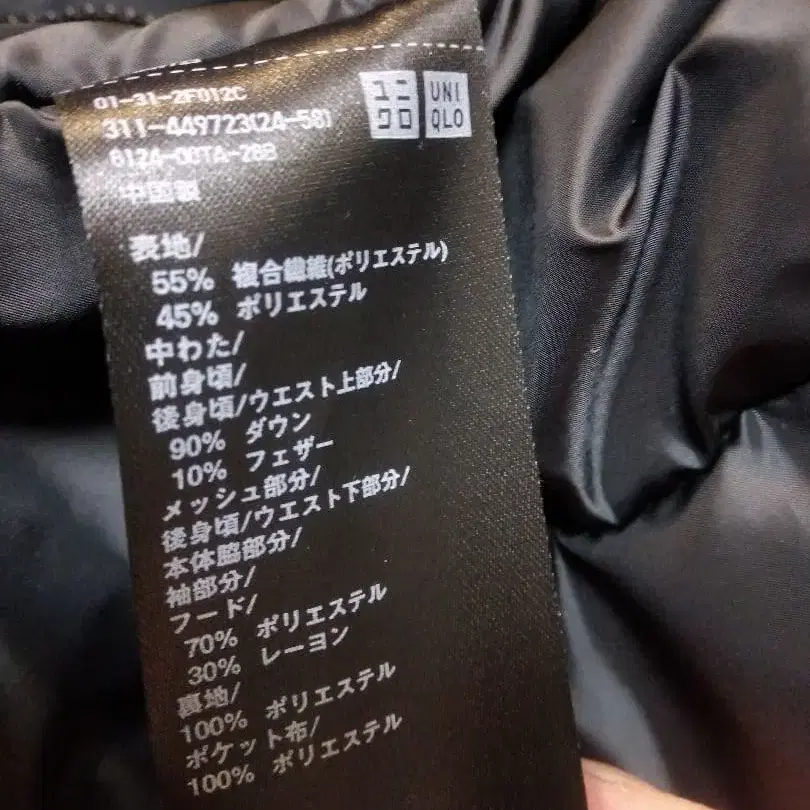 01-31-2F012C
311-449723(2A-58)
612A-00TA-28B
中国製
ユニクロ
UNIQLO
表地/
55% 複合繊維(ポリエステル)
45% ポリエステル
中わた/
前身頃/
後身頃/ウエスト上部分/
90% ダウン
10% フェザー
メッシュ部分/
後身頃/ウエスト下部分/
本体脇部分/
袖部分/
フード/
70% ポリエステル
30% レーヨン
裏地/
100% ポリエステル
ポケット布/
100% ポリエステル